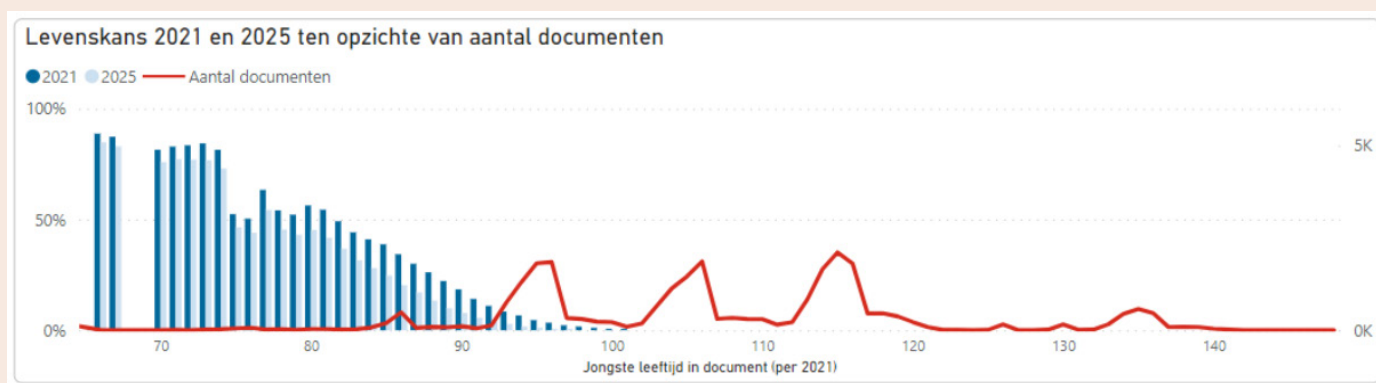 Levenskans 2021 en 2025 ten opzichte van aantal documenten
2021 2025 Aantal documenten
100%
5K
50%
0% 0K
70 80 90 100 110 120 130 140
Jongste leeftijd in document (per 2021)